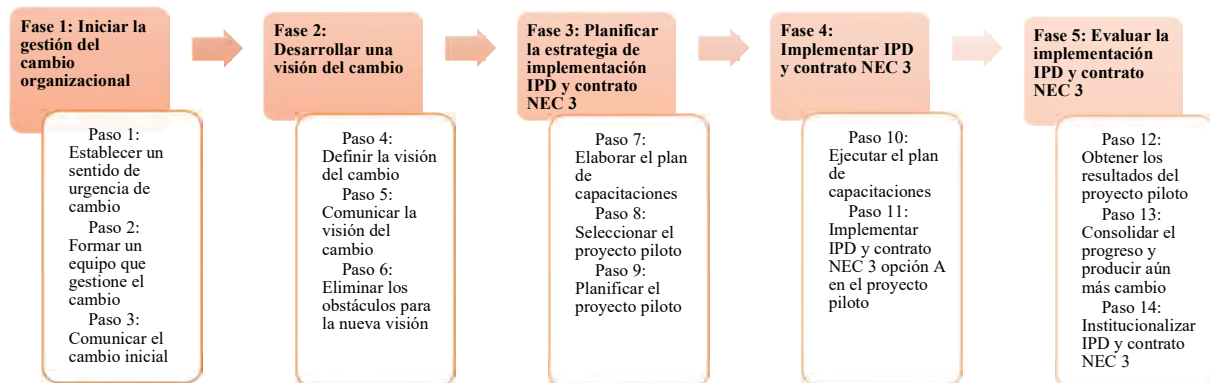 Fase 1: Iniciar la
gestión del
cambio
organizacional
Paso 1:
Establecer un
sentido de
urgencia de
cambio
Paso 2:
Formar un
equipo que
gestione el
cambio
Paso 3:
Comunicar el
cambio inicial
Fase 2:
Desarrollar una
visión del cambio
Paso 4:
Definir la visión
del cambio
Paso 5:
Comunicar la
visión del
cambio
Paso 6:
Eliminar los
obstáculos para
la nueva visión
Fase 3: Planificar
la estrategia de
implementación
IPD y contrato
NEC 3
Paso 7:
Elaborar el plan
de
capacitaciones
Paso 8:
Seleccionar el
proyecto piloto
Paso 9:
Planificar el
proyecto piloto
Fase 4:
Implementar IPD
y contrato NEC 3
Paso 10:
Ejecutar el plan
de
capacitaciones
Paso 11:
Implementar
IPD y contrato
NEC 3 opción A
en el proyecto
piloto
Fase 5: Evaluar la
implementación
IPD y contrato
NEC 3
Paso 12:
Obtener los
resultados del
proyecto piloto
Paso 13:
Consolidar el
progreso y
producir aún
más cambio
Paso 14:
Institucionalizar
IPD y contrato
NEC 3